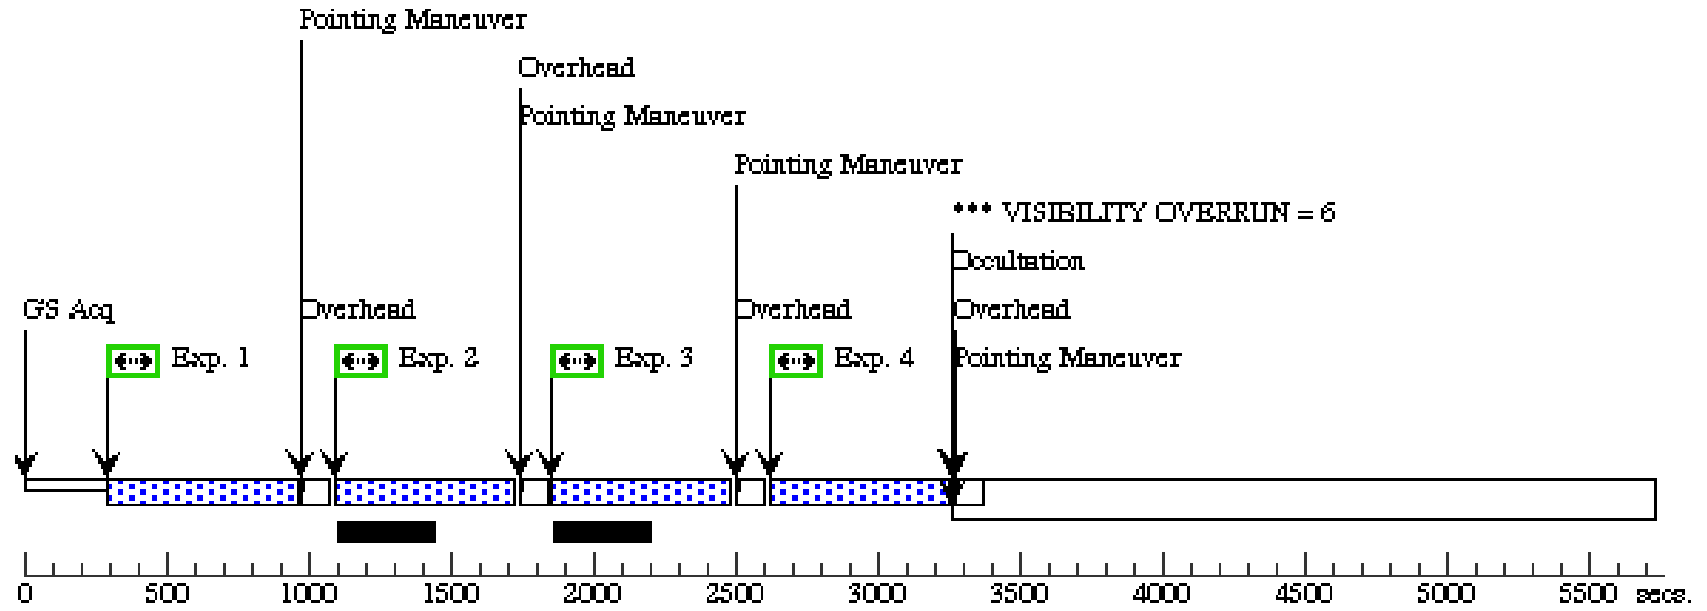 Pointing Maneuver
Overhead
Pointing Maneuver
Pointing Maneuver
*** VISIBILITY OVERRUN = 6
Occultation
GS Acq
Overhead
Overhead
Overhead
Exp. 1
Exp. 2
Exp. 3
Exp. 4
Pointing Maneuver
0 500 1000 1500 2000 2500 3000 3500 4000 4500 5000 5500 secs.